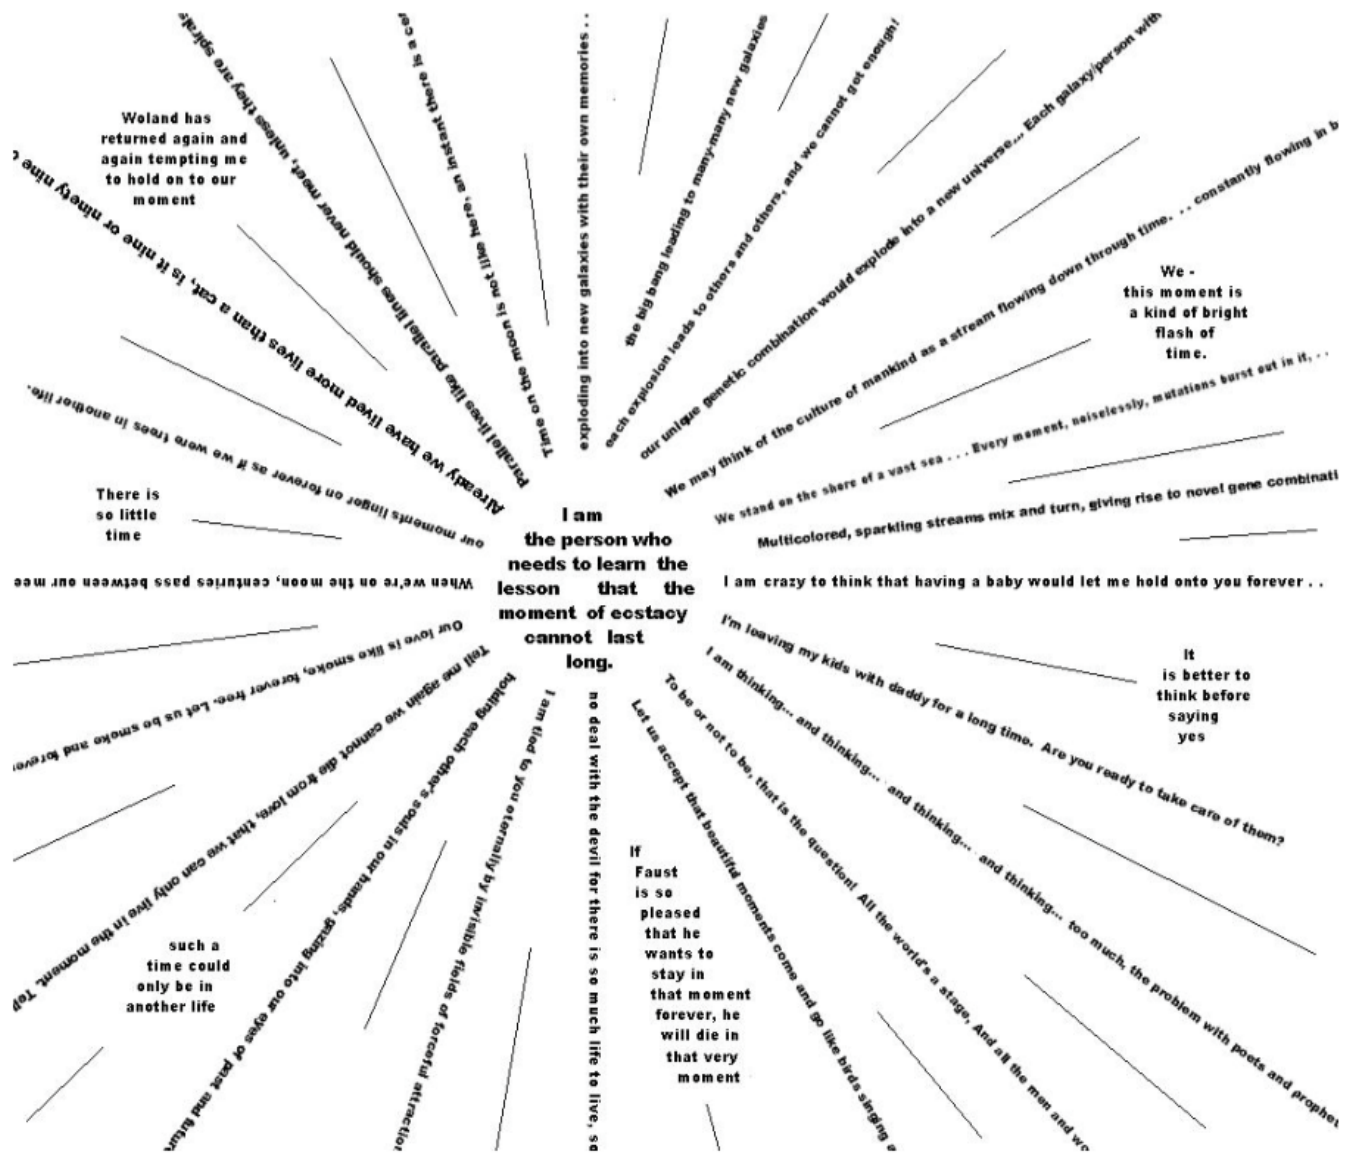 I am
the person who
needs to learn the
lesson that the
moment of ecstacy
cannot last
long.
exploding into new galaxies with their own memories . .
the big bang leading to many-many new galaxies
each explosion leads to others and others, and we cannot get enough!
our unique genetic combination would explode into a new universe... Each galaxy/person with
We may think of the culture of mankind as a stream flowing down through time. . . constantly flowing in b
We -
this moment is
a kind of bright
flash of
time.
We stand on the shore of a vast sea . . . Every moment, noiselessly, mutations burst out in it, . .
Multicolored, sparkling streams mix and turn, giving rise to novel gene combinati
I am crazy to think that having a baby would let me hold onto you forever . .
I'm leaving my kids with daddy for a long time. Are you ready to take care of them?
It
is better to
think before
saying
yes
I am thinking... and thinking... and thinking... and thinking... too much, the problem with poets and prophe
To be or not to be, that is the question! All the world's a stage, And all the men and wo
Let us accept that beautiful moments come and go like birds singing a
If
Faust
is so
pleased
that he
wants to
stay in
that moment
forever, he
will die in
that very
moment
no deal with the devil for there is so much life to live, so
I am tied to you eternally by invisible fields of forceful attraction
holding each other's souls in our hands, gazing into our eyes of past and futur
such a
time could
only be in
another life
Tell me again we cannot die from love, that we can only live in the moment. Tell
Our love is like smoke, forever free. Let us be smoke and forever
When we're on the moon, centuries pass between our mee
There is
so little
time
our moments linger on forever as if we were trees in another life.
Already we have lived more lives than a cat, is it nine or ninety nine o
Woland has
returned again and
again tempting me
to hold on to our
moment
Parallel lives like parallel lines should never meet, unless they are spirals
Time on the moon is not like here, an instant there is a ce